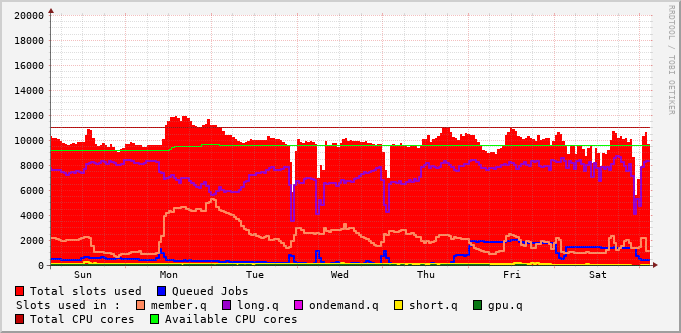 20000
18000
16000
14000
12000
10000
8000
6000
4000
2000
0
Sun Mon Tue Wed Thu Fri Sat
RRDTOOL / TOBI OETIKER
Total slots used Queued Jobs
Slots used in : member.q long.q ondemand.q short.q gpu.q
Total CPU cores Available CPU cores